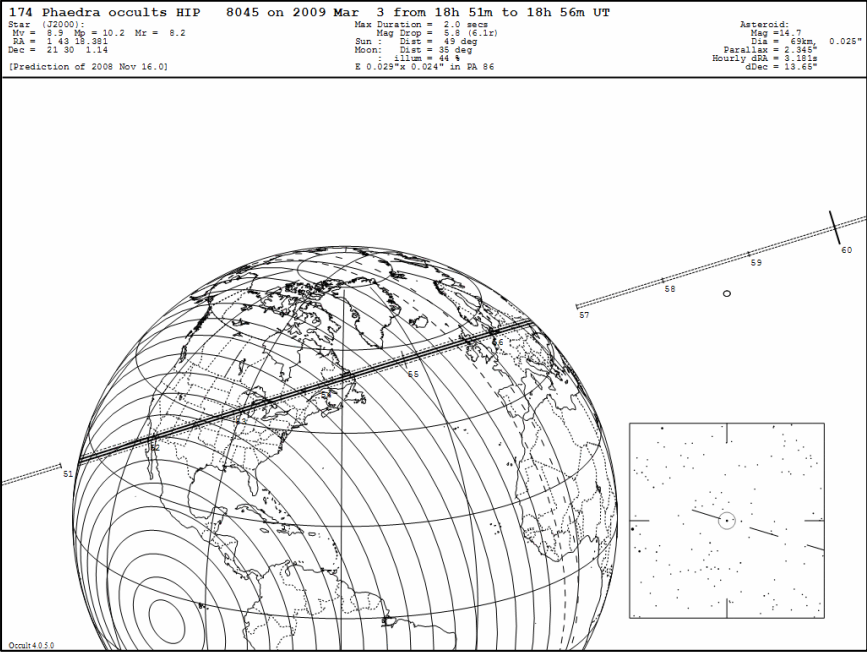 174 Phaedra occults HIP 8045 on 2009 Mar 3 from 18h 51m to 18h 56m UT
Star (J2000):
Mv = 8.9 Mp = 10.2 Mr = 8.2
RA = 1 43 18.381
Dec = 21 30 1.14
[Prediction of 2008 Nov 16.0]
Max Duration = 2.0 secs
Mag Drop = 5.8 (6.1r)
Sun : Dist = 49 deg
Moon: Dist = 35 deg
: illum = 44 %
E 0.029"x 0.024" in PA 86
Asteroid:
Mag =14.7
Dia = 69km, 0.025"
Parallax = 2.345"
Hourly dRA = 3.181s
dDec = 13.65"
60
59
58
57
56
55
53
52
51
Occult 4.0.5.0